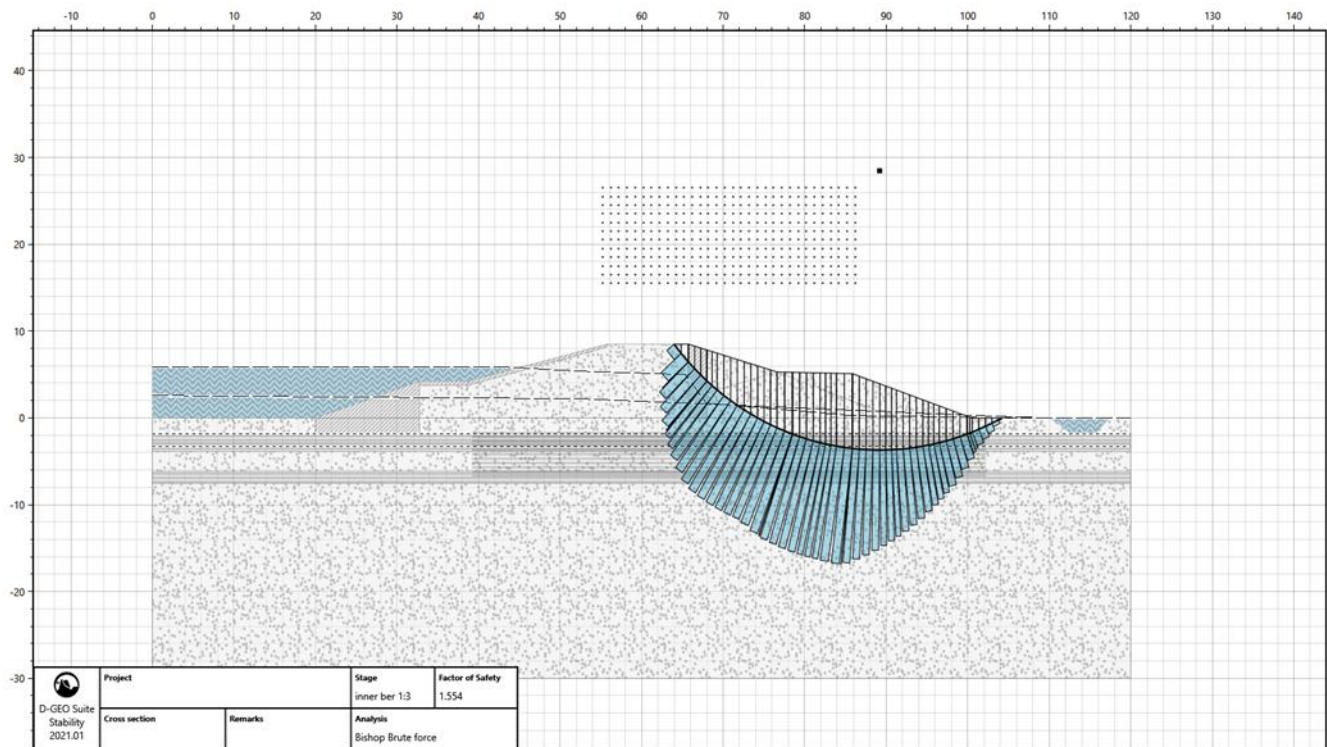 -10 0 10 20 30 40 50 60 70 80 90 100 110 120 130 140
40
30
20
10
0
-10
-20
-30
Project
Stage
Factor of Safety
inner ber 1:3
1.554
D-GEO Suite
Stability
2021.01
Cross section
Remarks
Analysis
Bishop Brute force